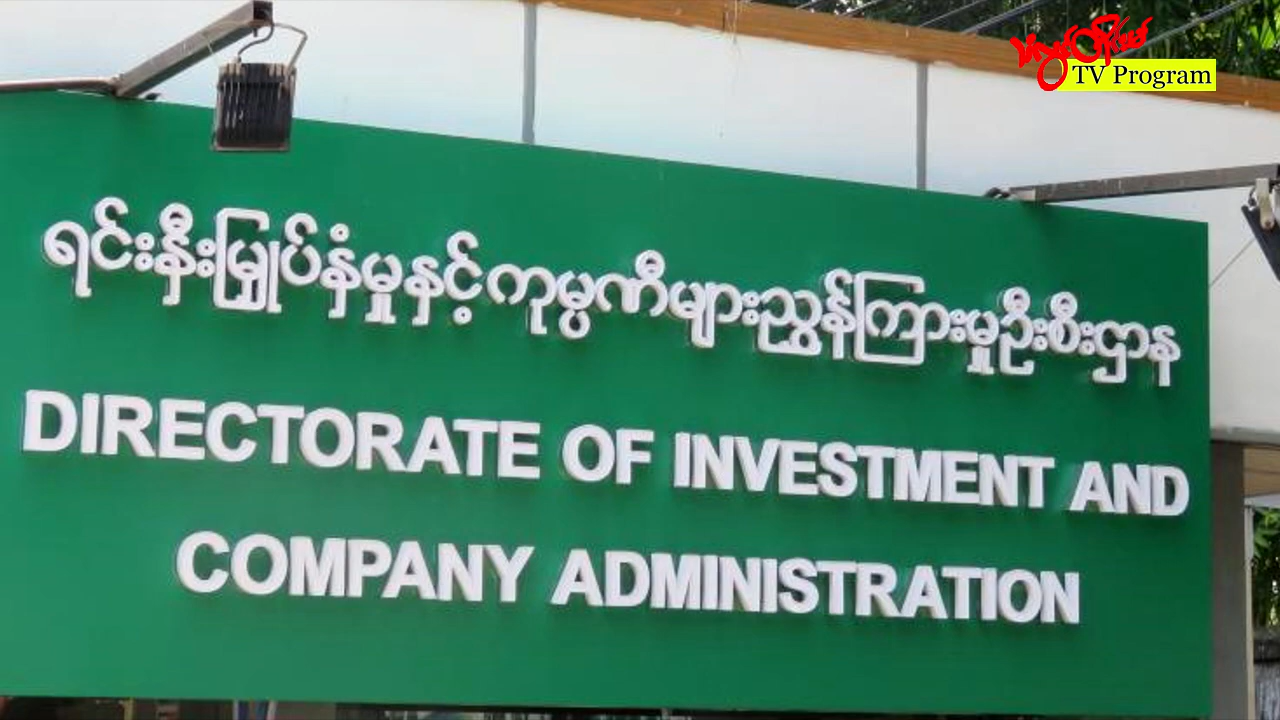 TV Program
ရင်းနှီးမြှုပ်နှံမှုနှင့်ကုမ္ပဏီများညွှန်ကြားမှုဦးစီးဌာန
DIRECTORATE OF INVESTMENT AND
COMPANY ADMINISTRATION